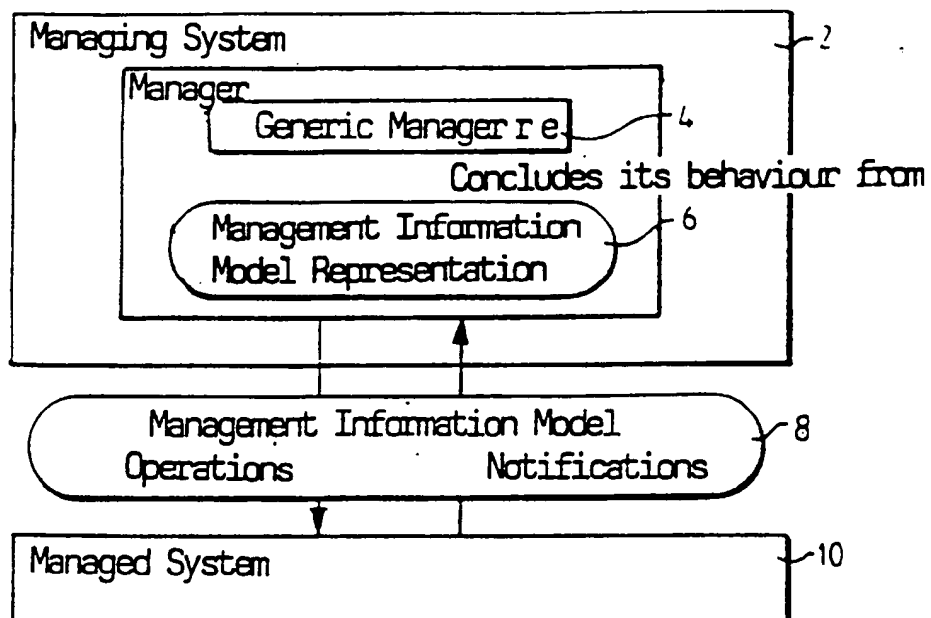 Managing System
2
Manager
Generic Manager r e
4
Concludes its behaviour from
Management Information
6
Model Representation
Management Information Model
8
Operations Notifications
Managed System
10